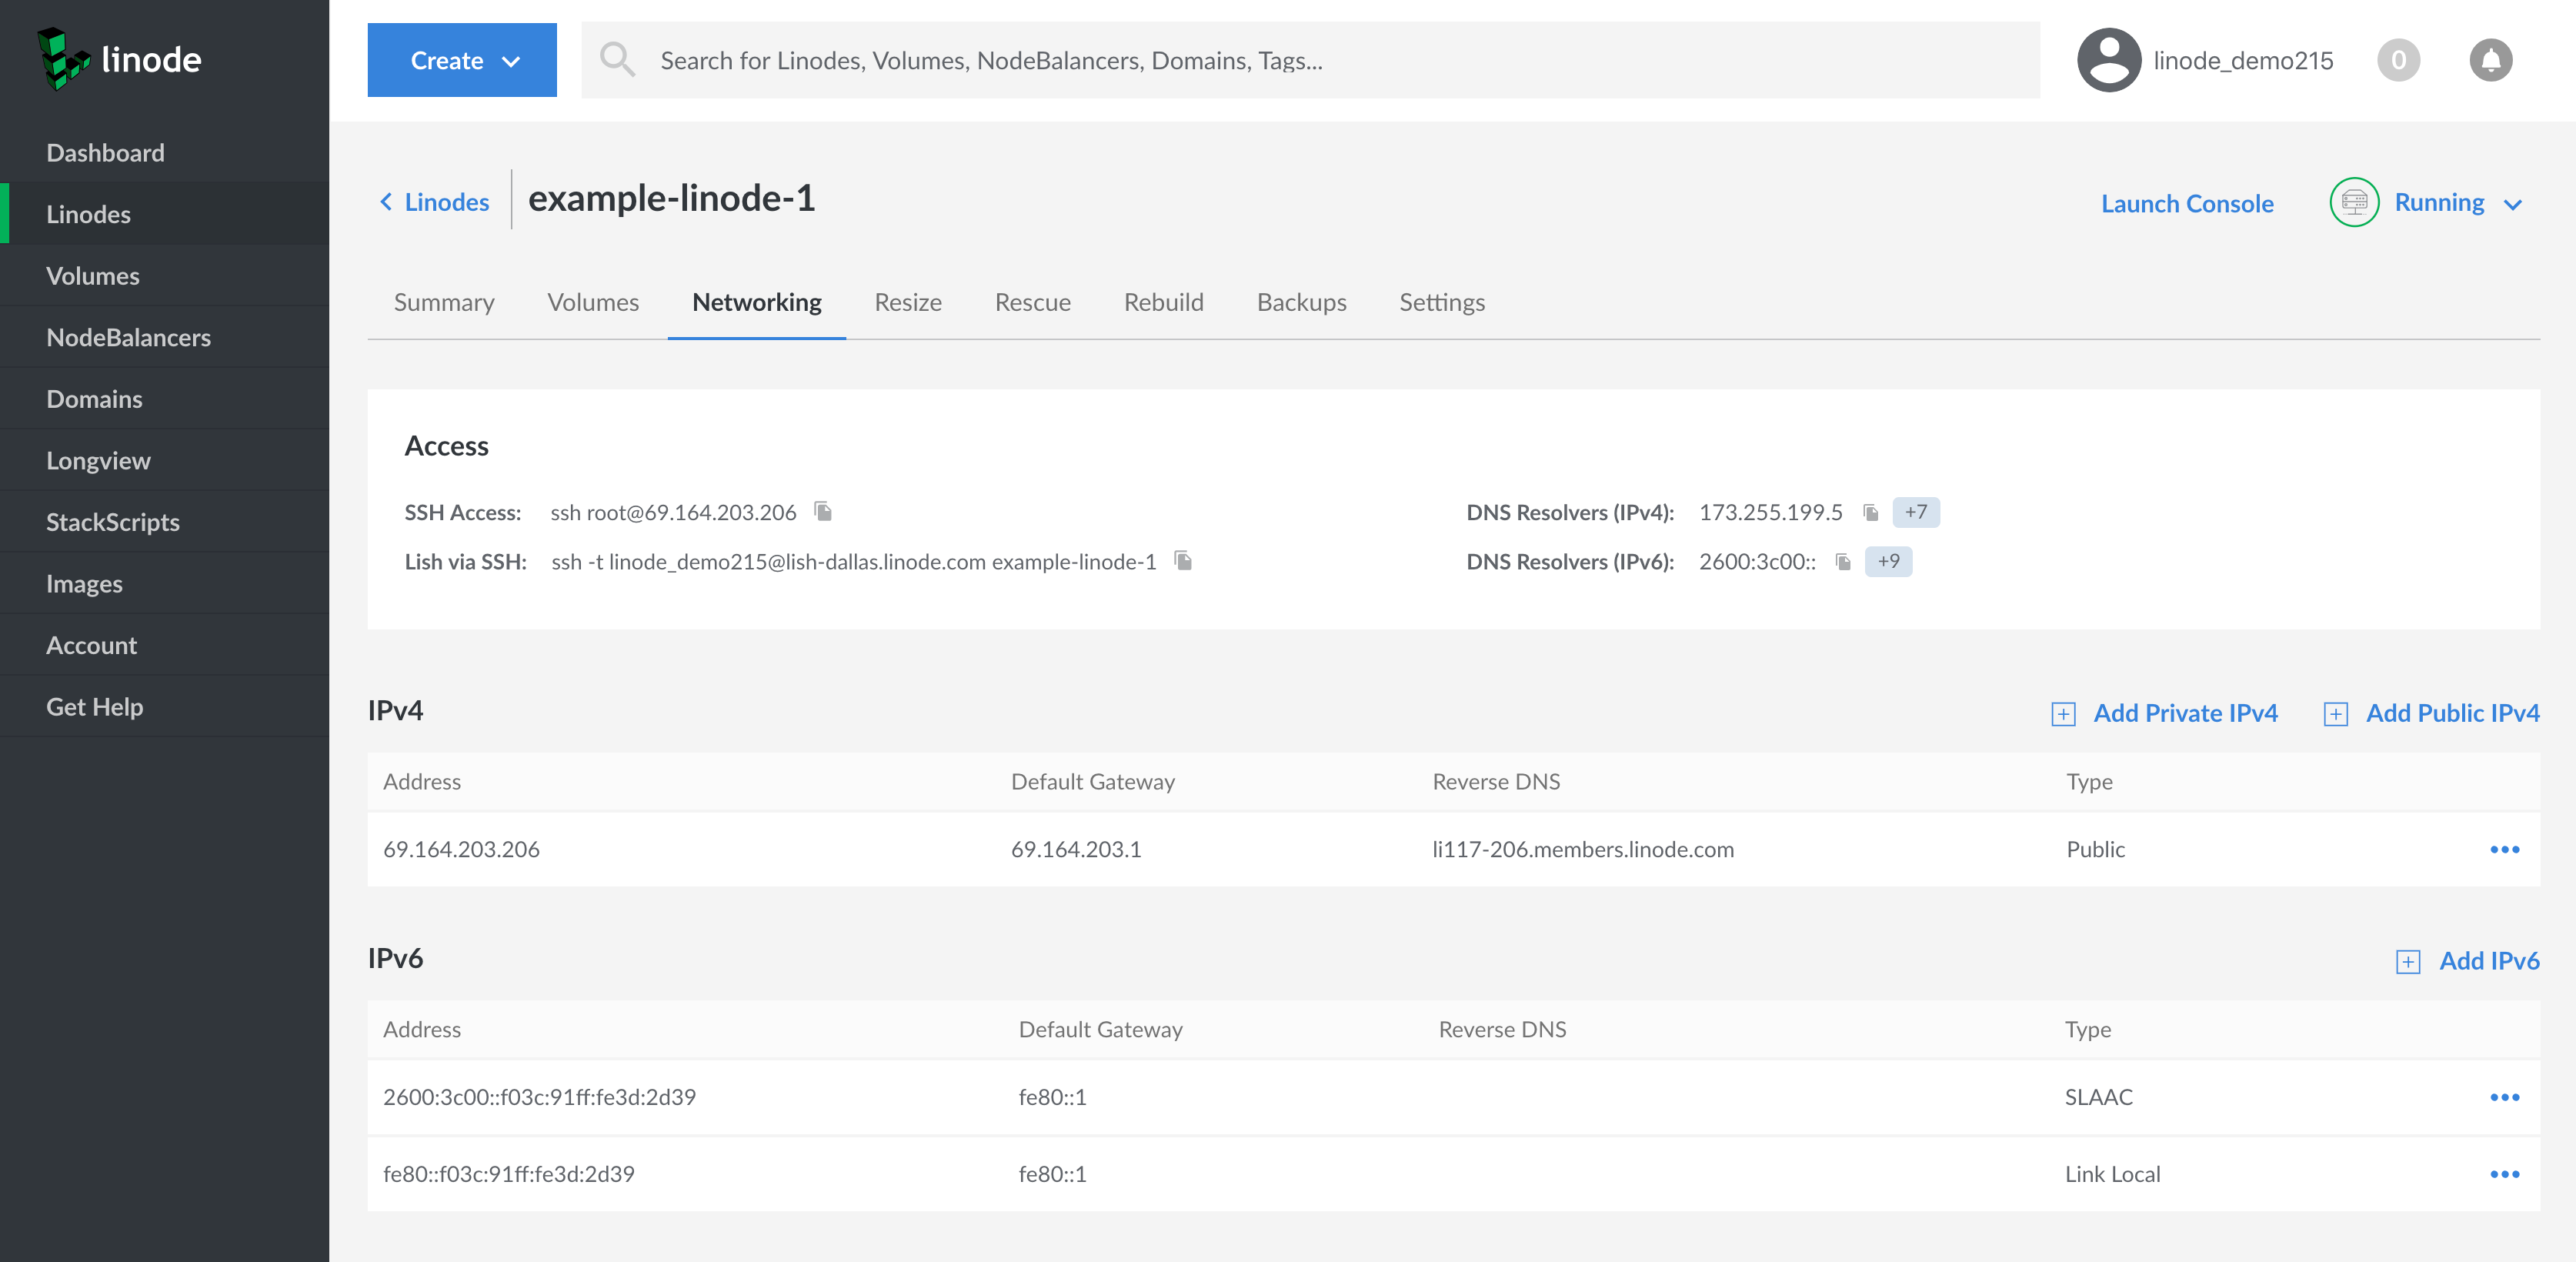 linode
Create
Search for Linodes, Volumes, NodeBalancers, Domains, Tags...
linode_demo215
0
Dashboard
Linodes
Volumes
NodeBalancers
Domains
Longview
StackScripts
Images
Account
Get Help
Linodes
example-linode-1
Launch Console
Running
Summary Volumes Networking Resize Rescue Rebuild Backups Settings
Access
SSH Access: ssh root@69.164.203.206
DNS Resolvers (IPv4): 173.255.199.5 +7
Lish via SSH: ssh -t linode_demo215@lish-dallas.linode.com example-linode-1
DNS Resolvers (IPv6): 2600:3c00:: +9
IPv4
Add Private IPv4 Add Public IPv4
Address Default Gateway Reverse DNS Type
69.164.203.206 69.164.203.1 li117-206.members.linode.com Public
IPv6
Add IPv6
Address Default Gateway Reverse DNS Type
2600:3c00::f03c:91ff:fe3d:2d39 fe80::1 SLAAC
fe80::f03c:91ff:fe3d:2d39 fe80::1 Link Local